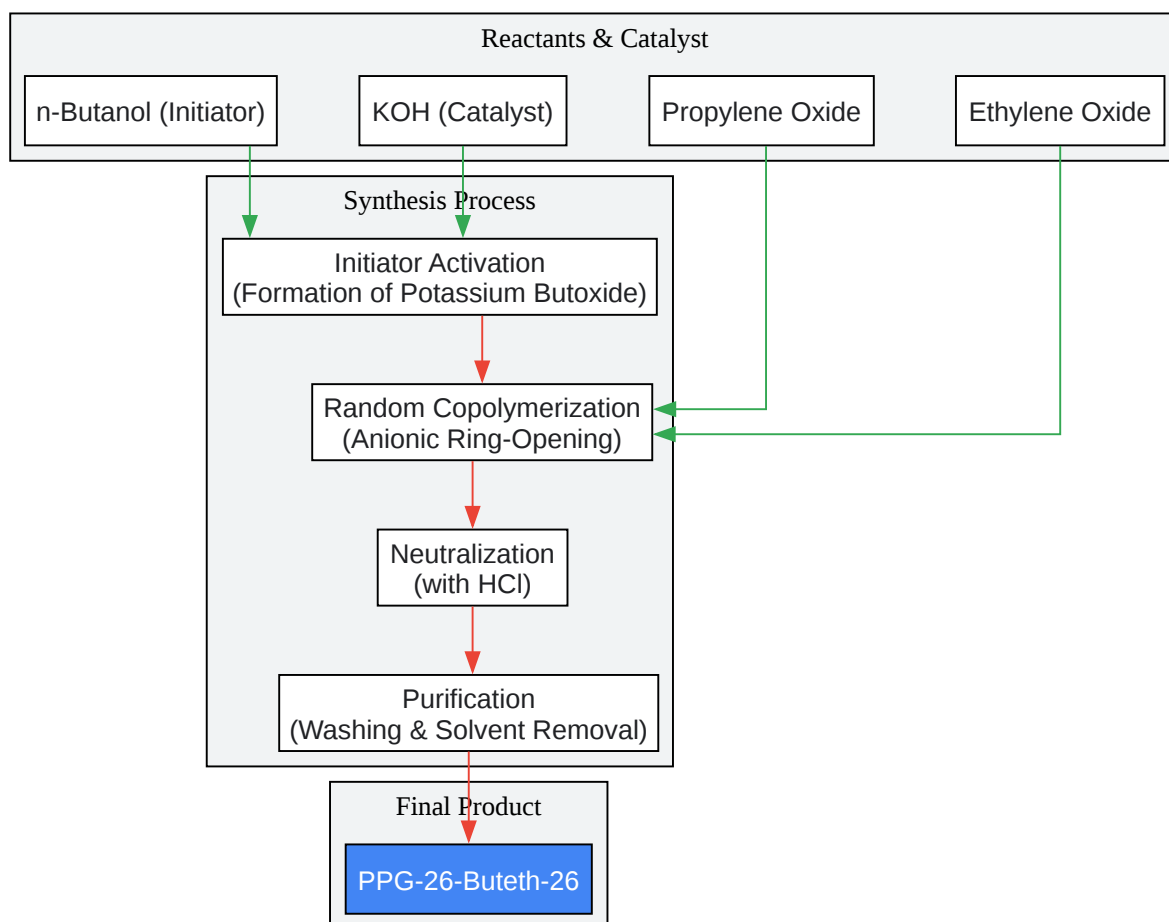 Reactants & Catalyst
n-Butanol (Initiator)
KOH (Catalyst)
Propylene Oxide
Ethylene Oxide
Synthesis Process
Initiator Activation
(Formation of Potassium Butoxide)
Random Copolymerization
(Anionic Ring-Opening)
Neutralization
(with HCl)
Purification
(Washing & Solvent Removal)
Final Product
PPG-26-Buteth-26